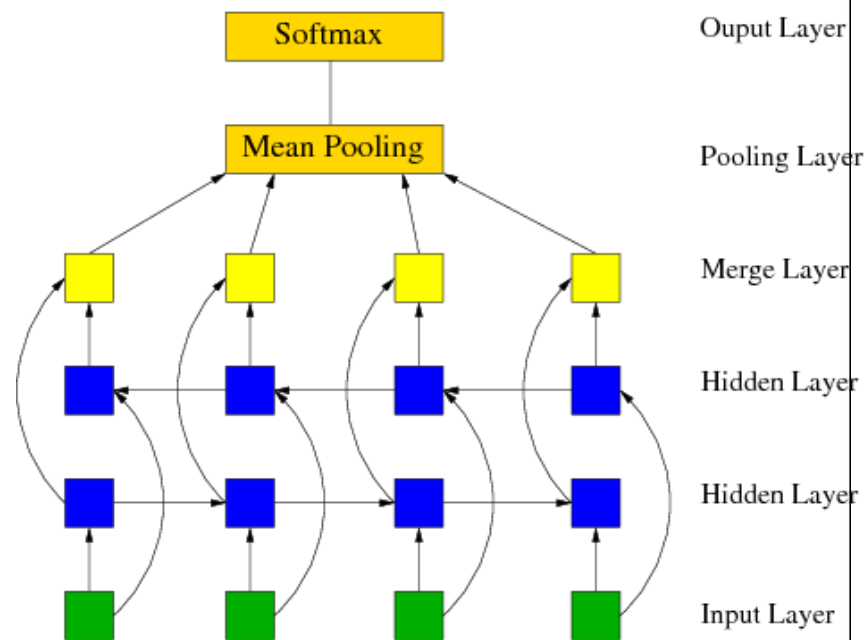 Softmax
Ouput Layer
Mean Pooling
Pooling Layer
Merge Layer
Hidden Layer
Hidden Layer
Input Layer